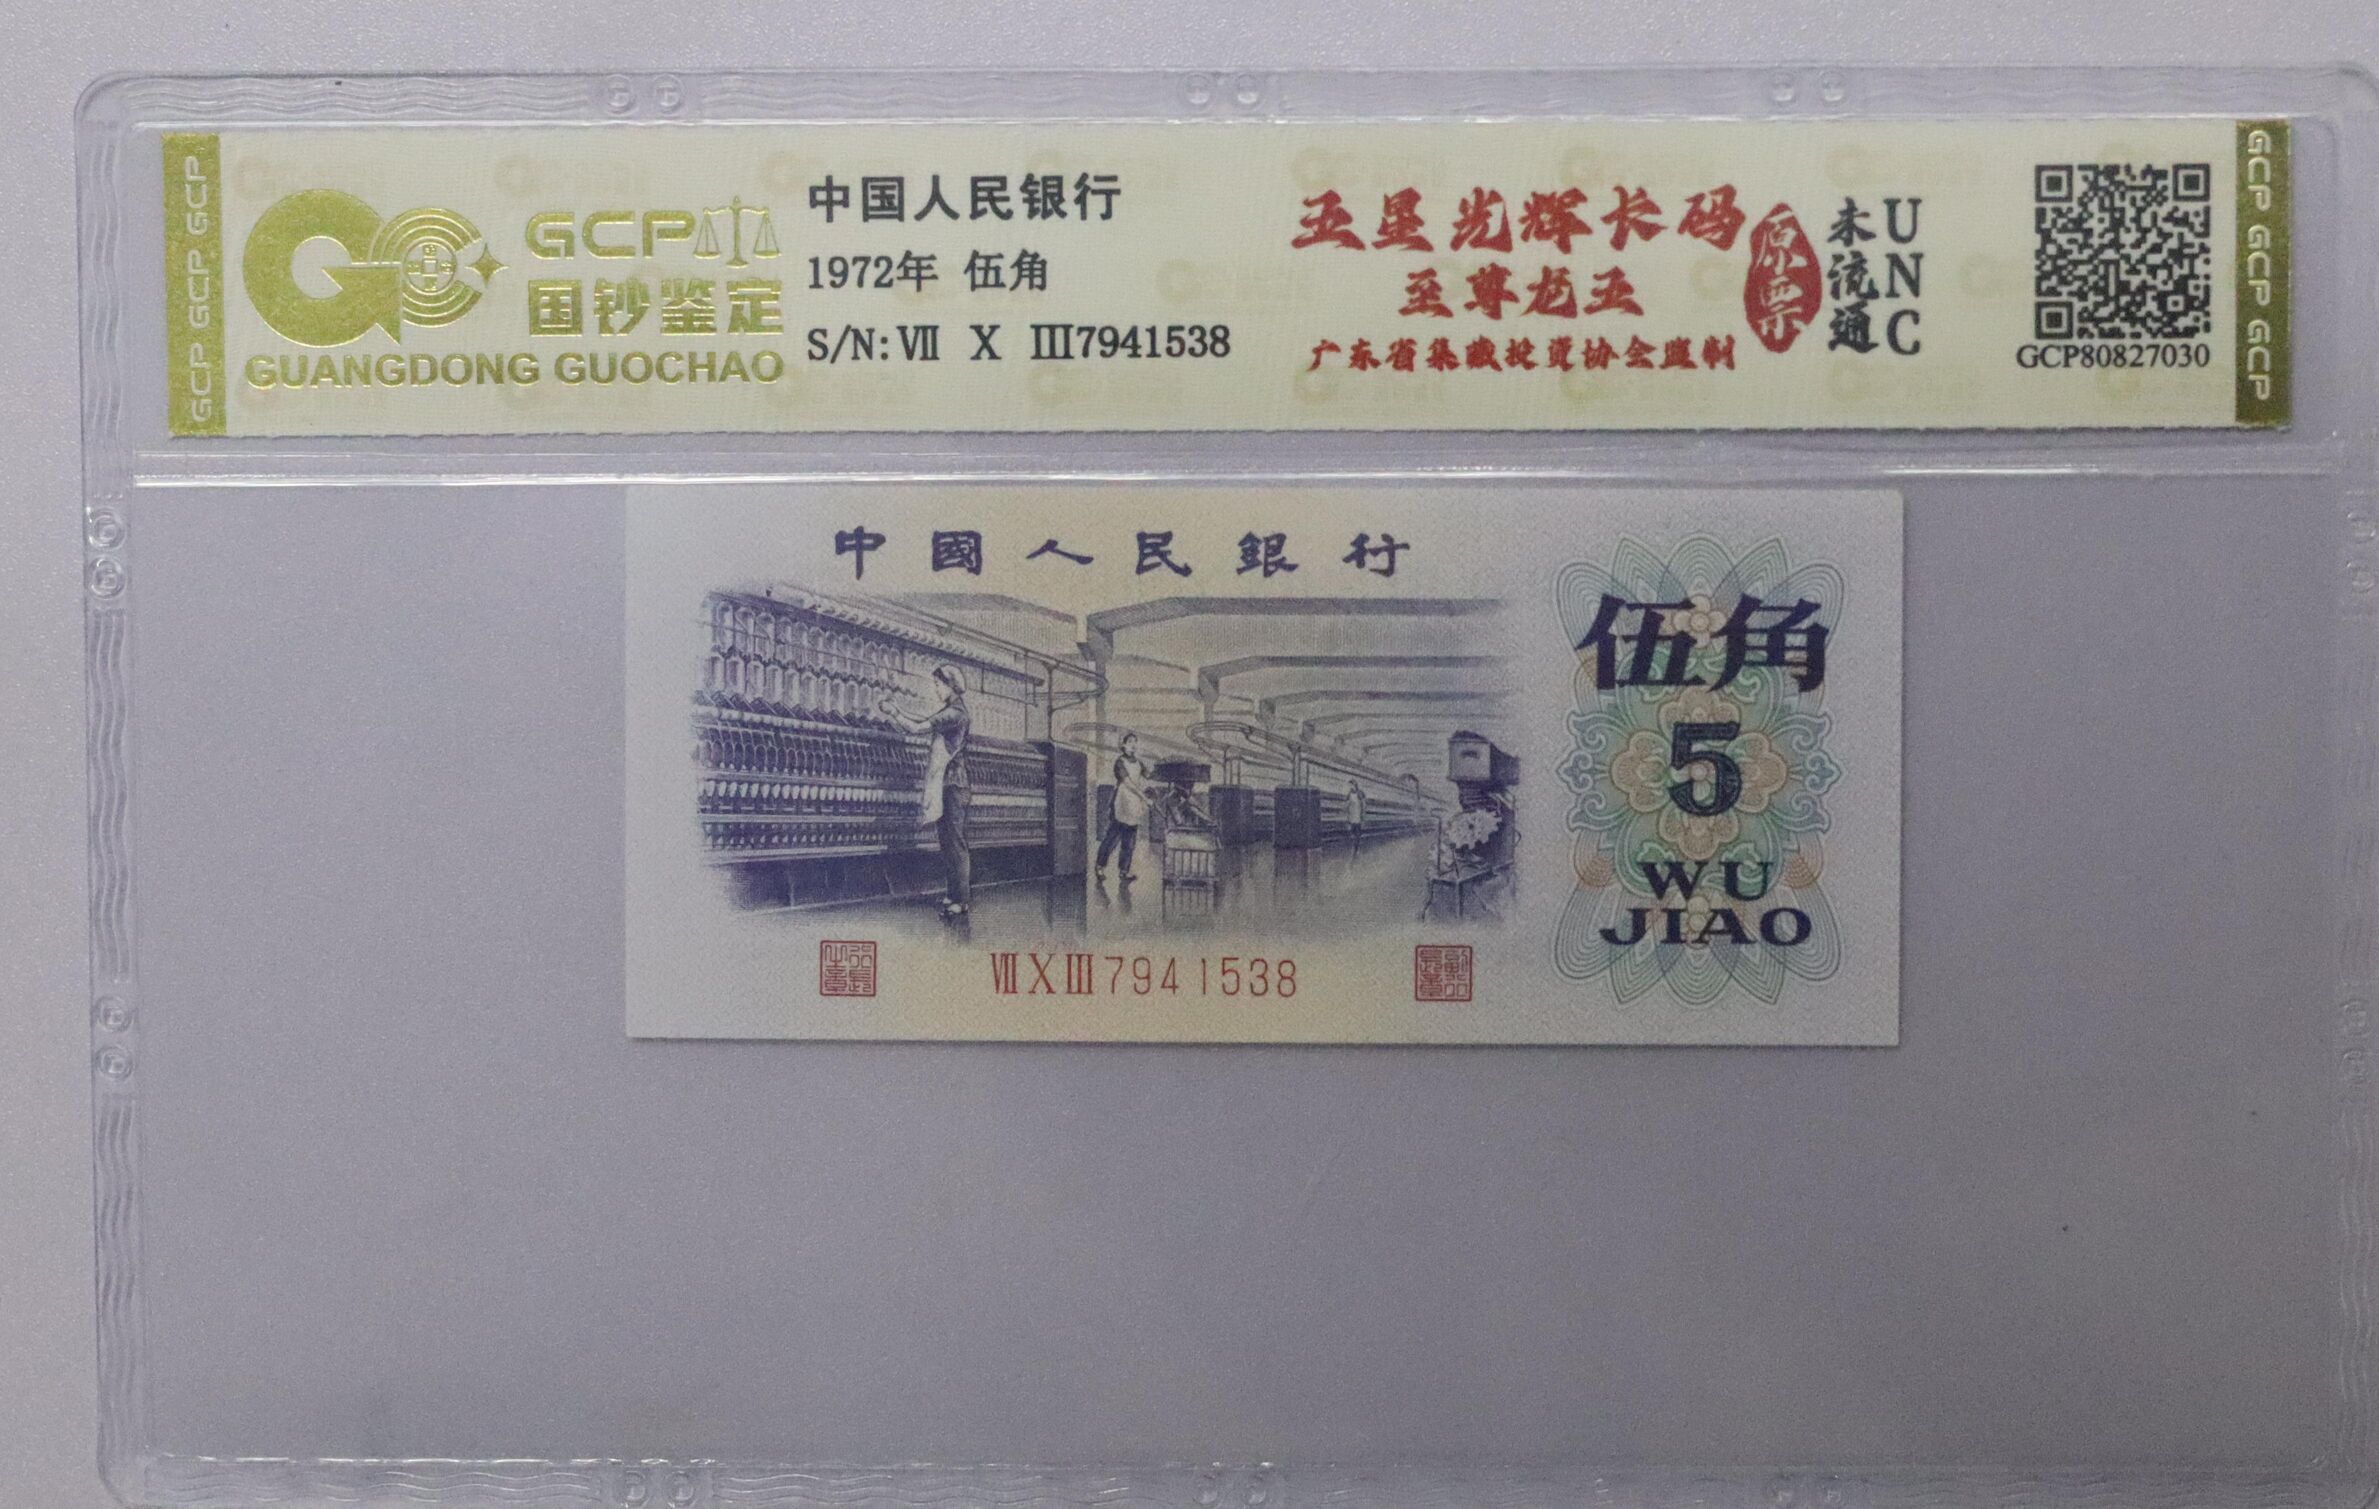 GCP GCP GCP
GCP
国钞鉴定
GUANGDONG GUOCHAO
中国人民银行
1972年 伍角
S/N:Ⅶ Ⅹ Ⅲ7941538
五星光辉长码
至尊龙五
广东省集藏投资协会监制
原票
未流通
UNC
GCP80827030
GCP GCP GCP
中國人民銀行
伍角
5
WU
JIAO
ⅦⅩⅢ7941538